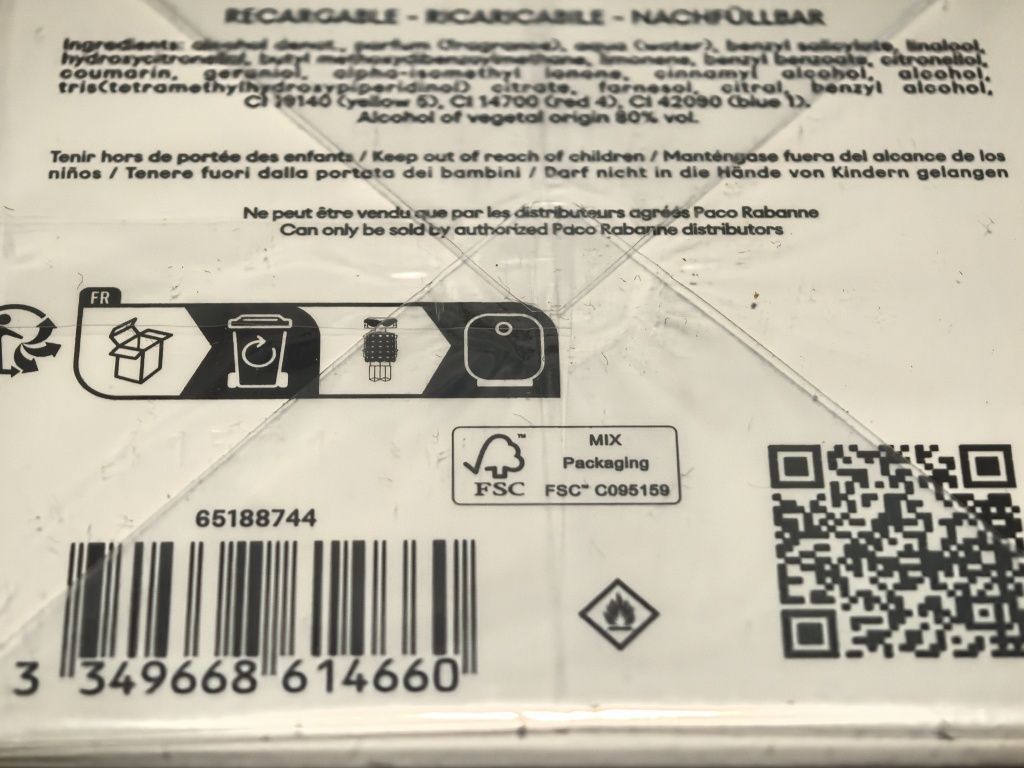 RECARGABLE - RICARICABILE - NACHFÜLLBAR
Ingredients: alcohol denat., parfum (fragrance), aqua (water), benzyl salicylate, linalool,
hydroxycitronellal, butyl methoxydibenzoylmethane, limonene, benzyl benzoate, citronellol,
coumarin, geraniol, alpha-isomethyl ionone, cinnamyl alcohol, alcohol,
tris(tetramethylhydroxypiperidinol) citrate, farnesol, citral, benzyl alcohol,
CI 19140 (yellow 5), CI 14700 (red 4), CI 42090 (blue 1).
Alcohol of vegetal origin 80% vol.
Tenir hors de portée des enfants / Keep out of reach of children / Manténgase fuera del alcance de los
niños / Tenere fuori dalla portata dei bambini / Darf nicht in die Hände von Kindern gelangen
Ne peut être vendu que par les distributeurs agréés Paco Rabanne
Can only be sold by authorized Paco Rabanne distributors
FR
FSC™
MIX
Packaging
FSC™ C095159
65188744
3 349668 614660